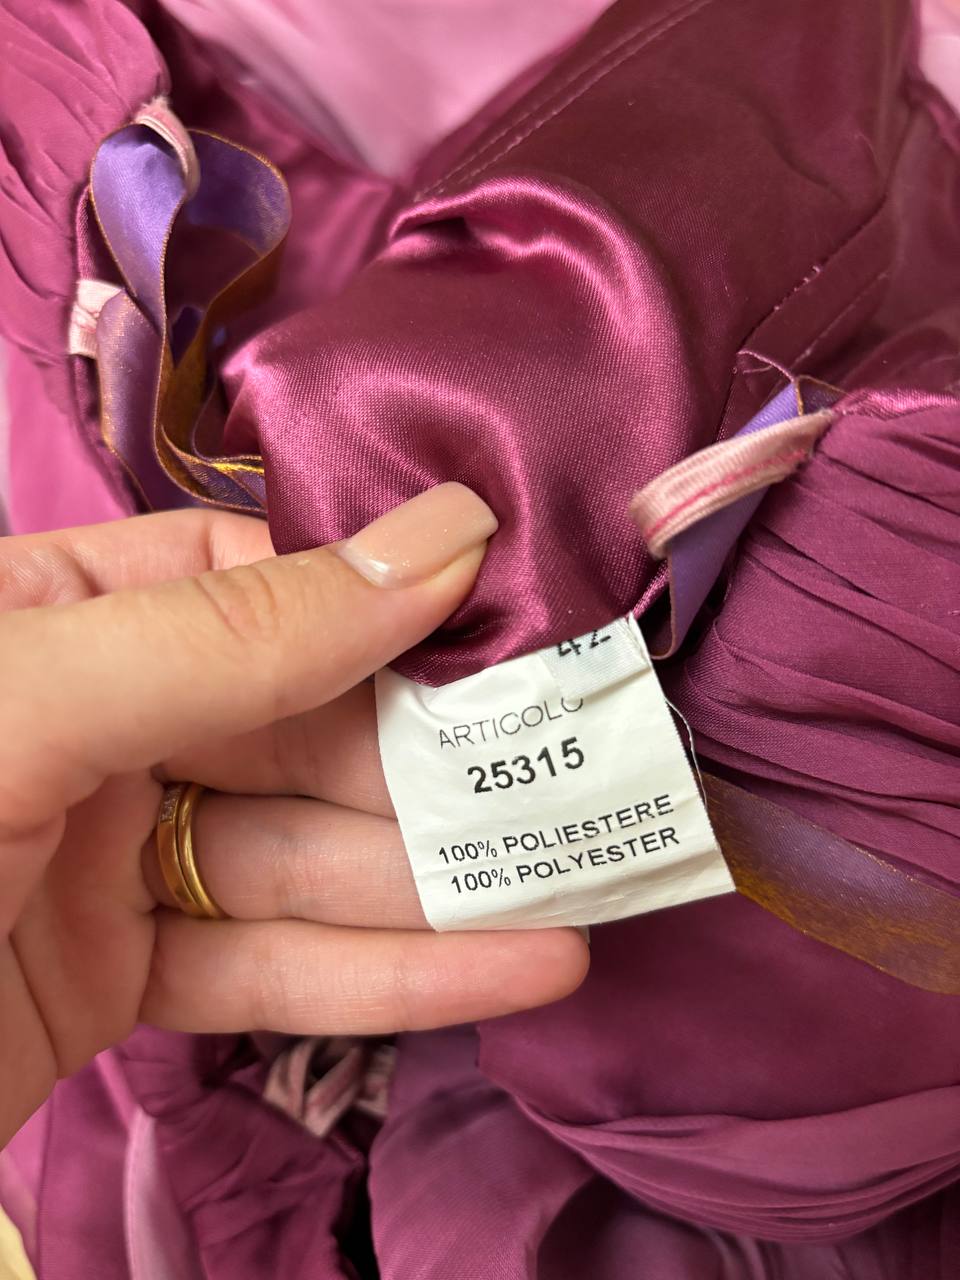 42
ARTICOLO
25315
100% POLIESTERE
100% POLYESTER